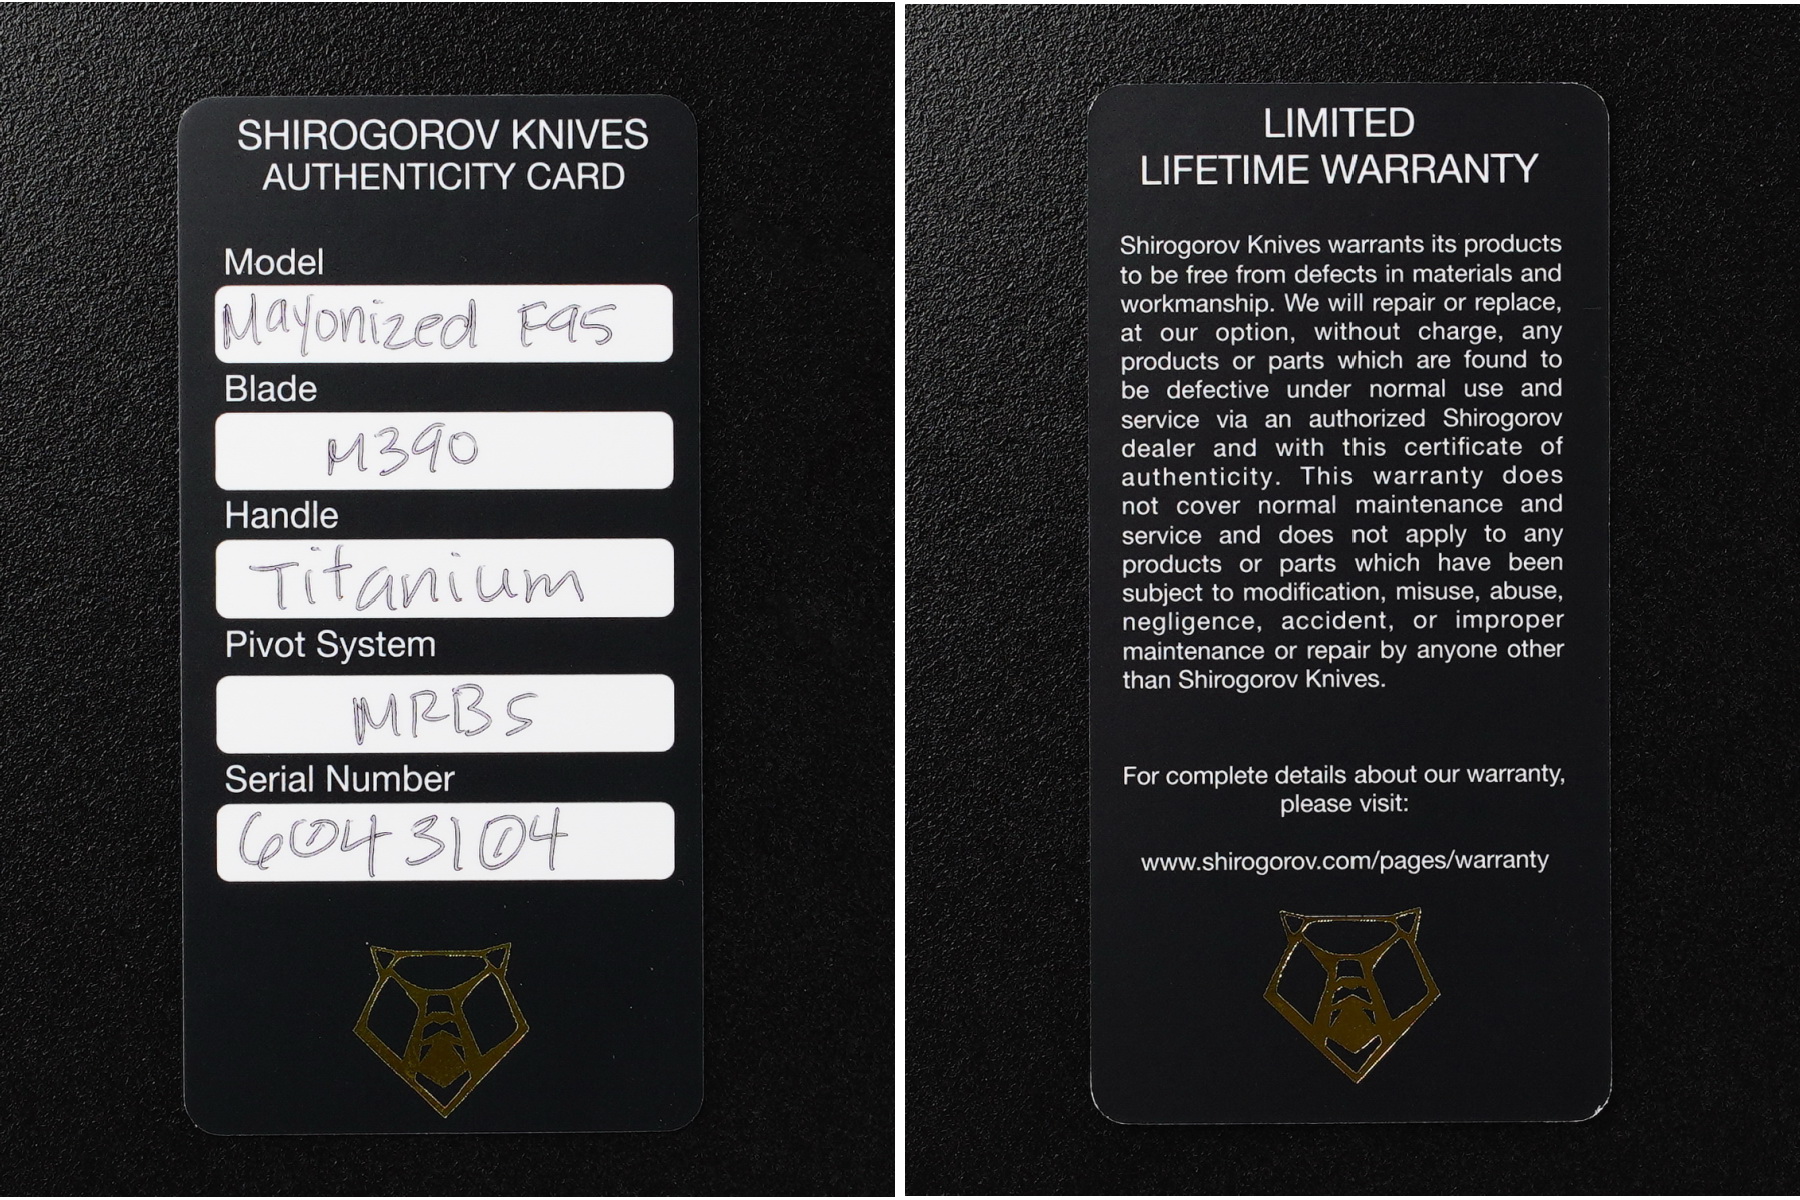 SHIROGOROV KNIVES
AUTHENTICITY CARD
Model
Mayonized F95
Blade
M390
Handle
Titanium
Pivot System
MRBS
Serial Number
6043104
LIMITED
LIFETIME WARRANTY
Shirogorov Knives warrants its products
to be free from defects in materials and
workmanship. We will repair or replace,
at our option, without charge, any
products or parts which are found to
be defective under normal use and
service via an authorized Shirogorov
dealer and with this certificate of
authenticity. This warranty does
not cover normal maintenance and
service and does not apply to any
products or parts which have been
subject to modification, misuse, abuse,
negligence, accident, or improper
maintenance or repair by anyone other
than Shirogorov Knives.
For complete details about our warranty,
please visit:
www.shirogorov.com/pages/warranty